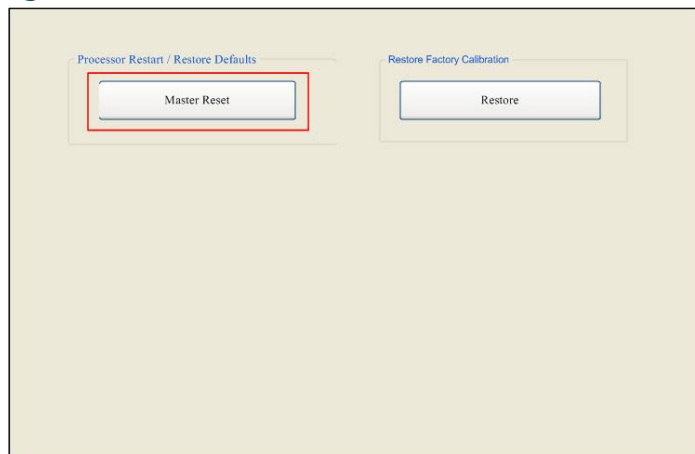 Processor Restart / Restore Defaults
Master Reset
Restore Factory Calibration
Restore